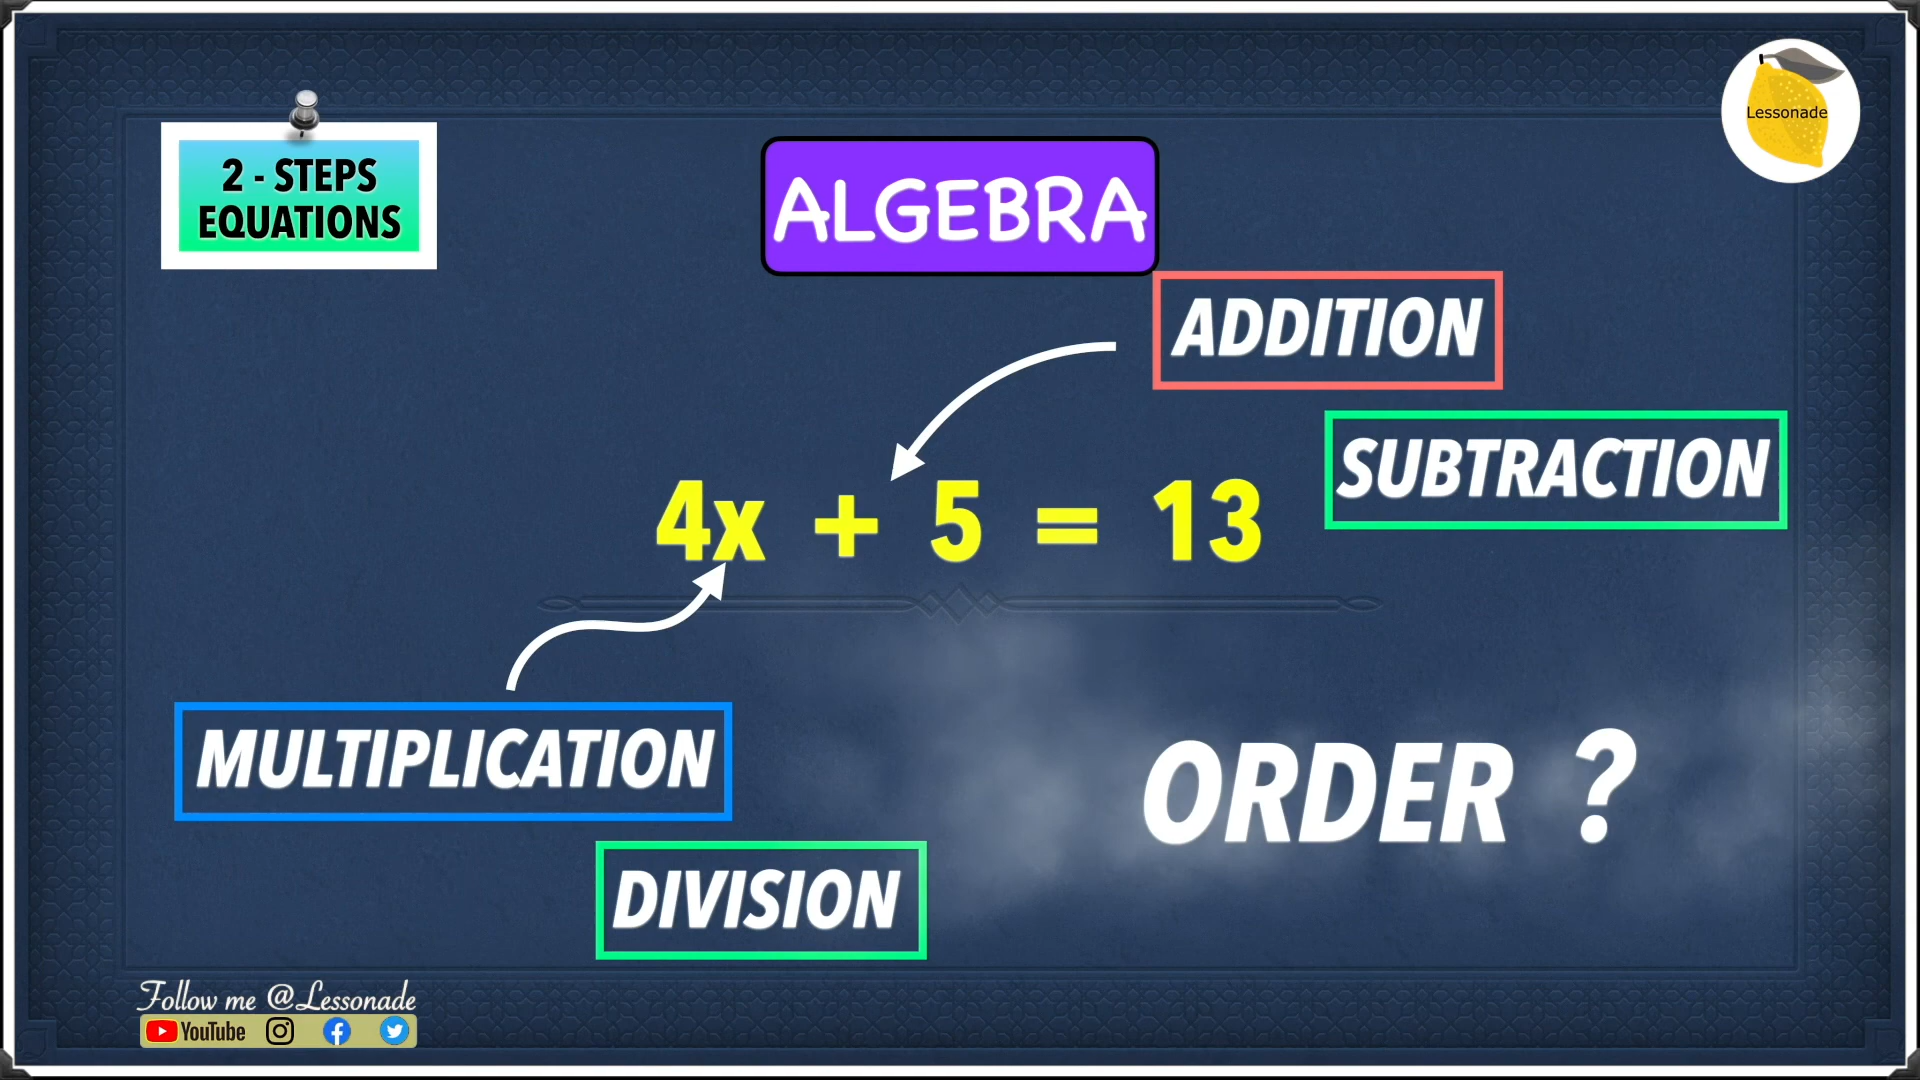 Lessonade
2 - STEPS
EQUATIONS
ALGEBRA
ADDITION
SUBTRACTION
4x + 5 = 13
MULTIPLICATION
ORDER ?
DIVISION
Follow me @Lessonade
YouTube